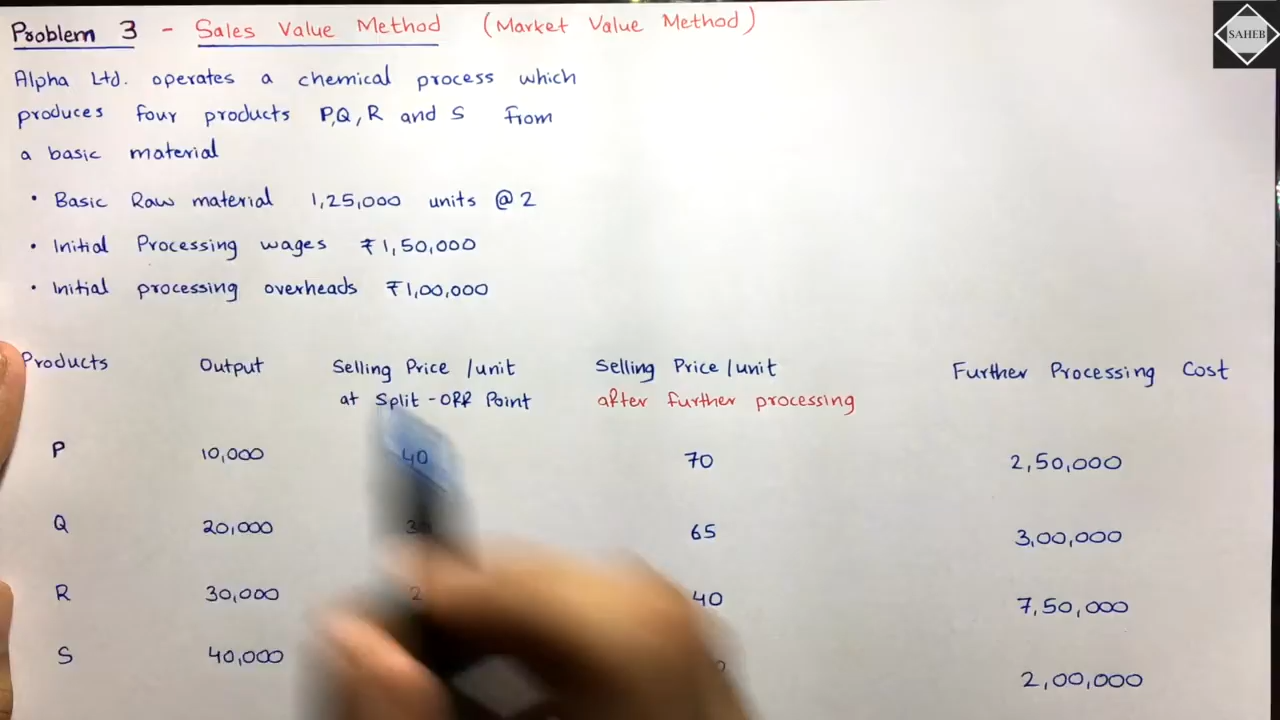 Problem 3 - Sales Value Method (Market Value Method)
SAHEB
Alpha Ltd. operates a chemical process which
produces four products P,Q, R and S from
a basic material
• Basic Raw material 1,25,000 units @ 2
• Initial Processing wages ₹1,50,000
• Initial processing overheads ₹1,00,000
Products Output Selling Price /unit Selling Price /unit Further Processing Cost
at Split-Off Point after further processing
P 10,000 40 70 2,50,000
Q 20,000 65 3,00,000
R 30,000 40 7,50,000
S 40,000 2,00,000